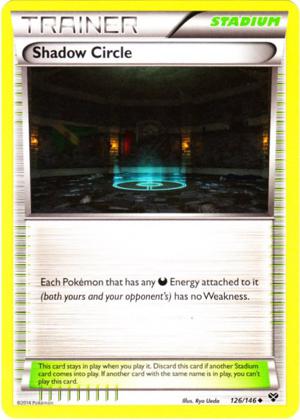 TRAINER
STADIUM
Shadow Circle
Each Pokémon that has any Energy attached to it
(both yours and your opponent's) has no Weakness.
This card stays in play when you play it. Discard this card if another Stadium
card comes into play. If another card with the same name is in play, you can't
play this card.
©2014 Pokémon
Illus. Ryo Ueda
126/146
XY